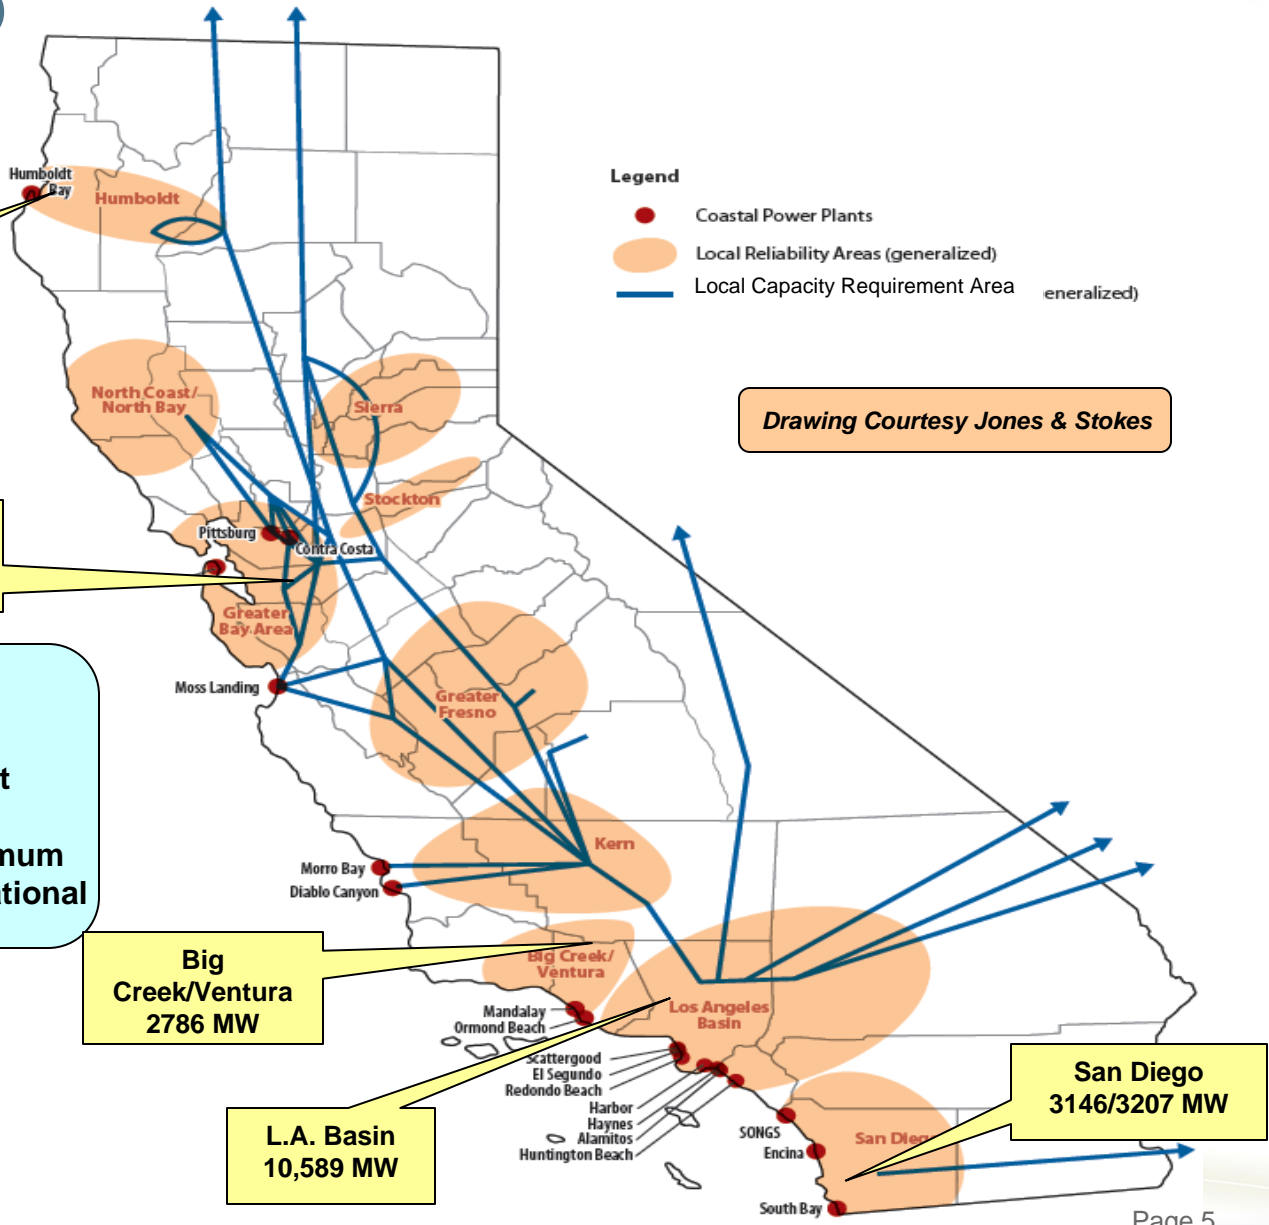 Humboldt
Bay
Humboldt
Legend
Coastal Power Plants
Local Reliability Areas (generalized)
Local Capacity Requirement Area
eneralized)
North Coast/
North Bay
Sierra
Drawing Courtesy Jones & Stokes
Stockton
Pittsburg
Contra Costa
Greater
Bay Area
Moss Landing
Greater
Fresno
t
mum
ational
Kern
Morro Bay
Diablo Canyon
Big
Creek/Ventura
2786 MW
Big Creek/
Ventura
Los Angeles
Basin
Mandalay
Ormond Beach
Scattergood
El Segundo
Redondo Beach
Harbor
Haynes
Alamitos
Huntington Beach
L.A. Basin
10,589 MW
San Diego
3146/3207 MW
SONGS
San Dieg
Encina
South Bay
Page 5